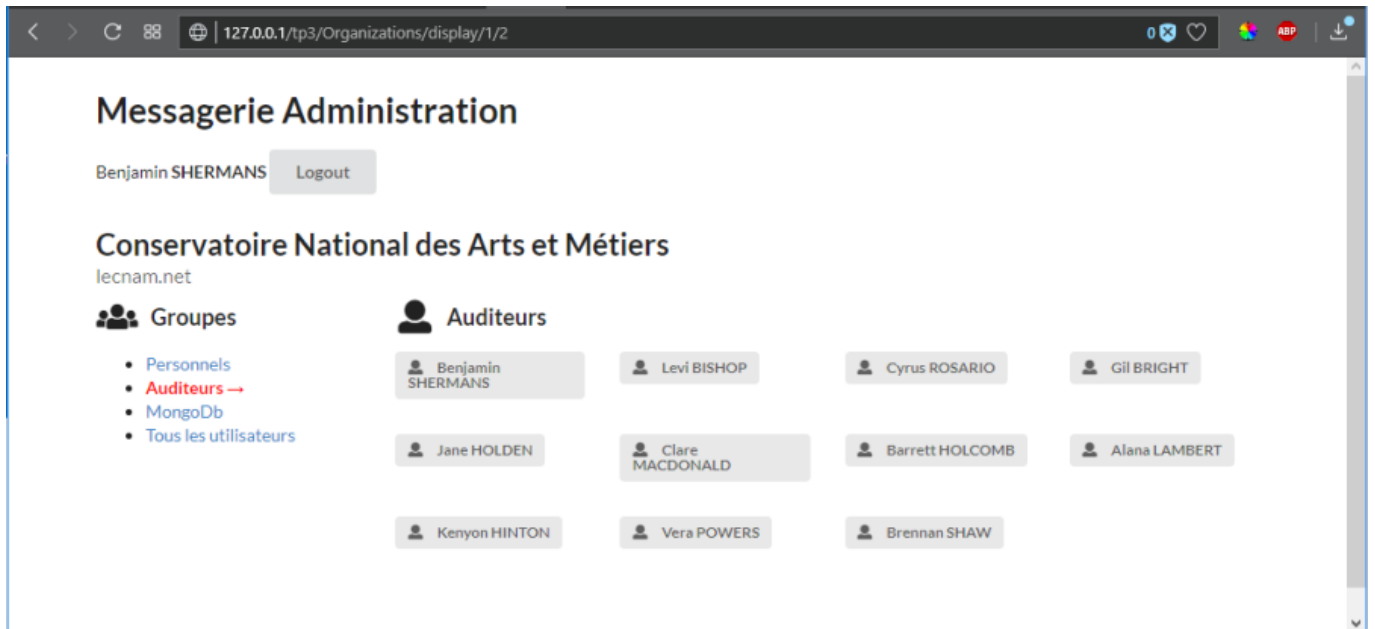 127.0.0.1/tp3/Organizations/display/1/2
0
ABP
Messagerie Administration
Benjamin SHERMANS Logout
Conservatoire National des Arts et Métiers
lecnam.net
Groupes
Personnels
Auditeurs →
MongoDb
Tous les utilisateurs
Auditeurs
Benjamin
SHERMANS
Levi BISHOP
Cyrus ROSARIO
Gil BRIGHT
Jane HOLDEN
Clare
MACDONALD
Barrett HOLCOMB
Alana LAMBERT
Kenyon HINTON
Vera POWERS
Brennan SHAW